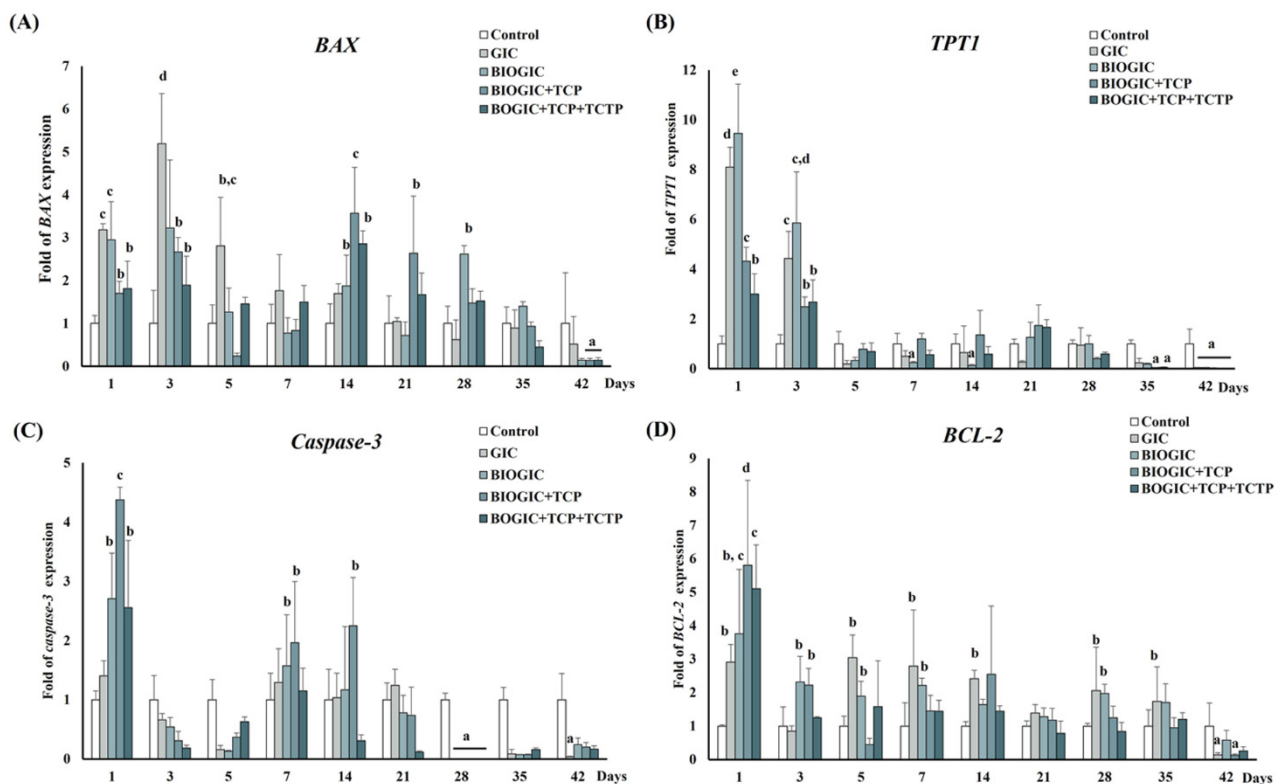 (A)
BAX
Control
GIC
BIOGIC
BIOGIC+TCP
BOGIC+TCP+TCTP
Fold of BAX expression
7
6
5
4
3
2
1
0
c c b b
d b b
b,c
b c b
b
b
a
1 3 5 7 14 21 28 35 42 Days
(B)
TPT1
Control
GIC
BIOGIC
BIOGIC+TCP
BOGIC+TCP+TCTP
Fold of TPT1 expression
12
10
8
6
4
2
0
d e c b
c c,d b b
a
a
a a
a
1 3 5 7 14 21 28 35 42 Days
(C)
Caspase-3
Control
GIC
BIOGIC
BIOGIC+TCP
BOGIC+TCP+TCTP
Fold of caspase-3 expression
5
4
3
2
1
0
b c b
b b
b
a
a
1 3 5 7 14 21 28 35 42 Days
(D)
BCL-2
Control
GIC
BIOGIC
BIOGIC+TCP
BOGIC+TCP+TCTP
Fold of BCL-2 expression
9
8
7
6
5
4
3
2
1
0
b b, c d c
b b
b b
b b
b
b b
b
a a
1 3 5 7 14 21 28 35 42 Days